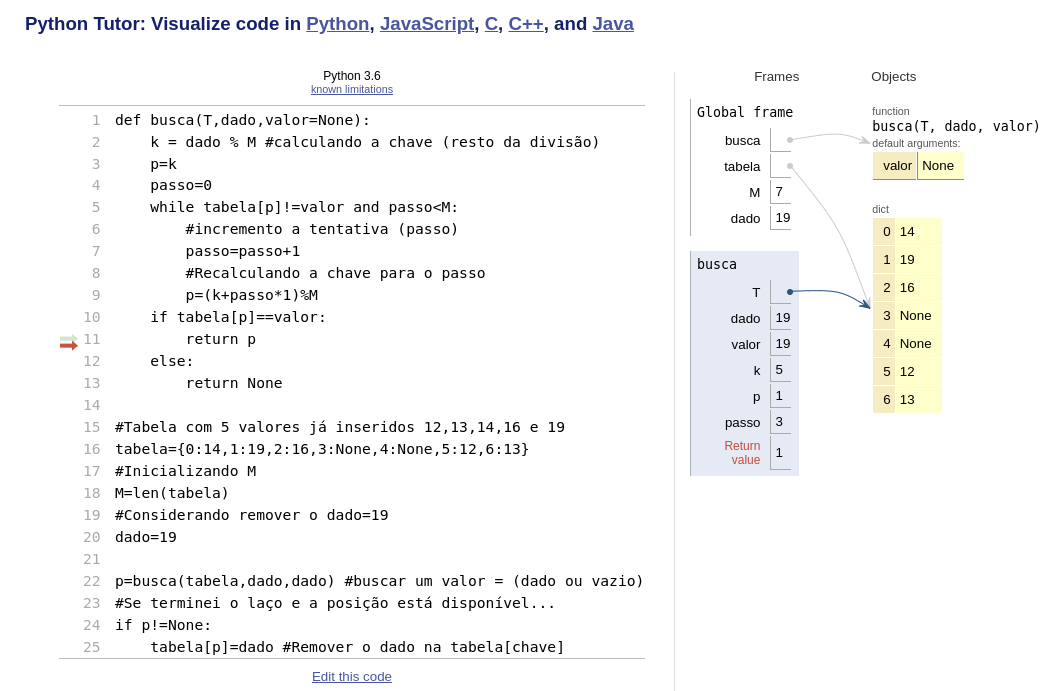 Python Tutor: Visualize code in Python, JavaScript, C, C++, and Java
Python 3.6
known limitations
1 def busca(T,dado,valor=None):
2     k = dado % M #calculando a chave (resto da divisão)
3     p=k
4     passo=0
5     while tabela[p]!=valor and passo<M:
6         #incremento a tentativa (passo)
7         passo=passo+1
8         #Recalculando a chave para o passo
9         p=(k+passo*1)%M
10     if tabela[p]==valor:
11         return p
12     else:
13         return None
14
15 #Tabela com 5 valores já inseridos 12,13,14,16 e 19
16 tabela={0:14,1:19,2:16,3:None,4:None,5:12,6:13}
17 #Inicializando M
18 M=len(tabela)
19 #Considerando remover o dado=19
20 dado=19
21
22 p=busca(tabela,dado,dado) #buscar um valor = (dado ou vazio)
23 #Se terminei o laço e a posição está disponível...
24 if p!=None:
25     tabela[p]=dado #Remover o dado na tabela[chave]
Edit this code
Frames
Global frame
busca
tabela
M 7
dado 19
busca
T
dado 19
valor 19
k 5
p 1
passo 3
Return
value 1
Objects
function
busca(T, dado, valor)
default arguments:
valor None
dict
0 14
1 19
2 16
3 None
4 None
5 12
6 13